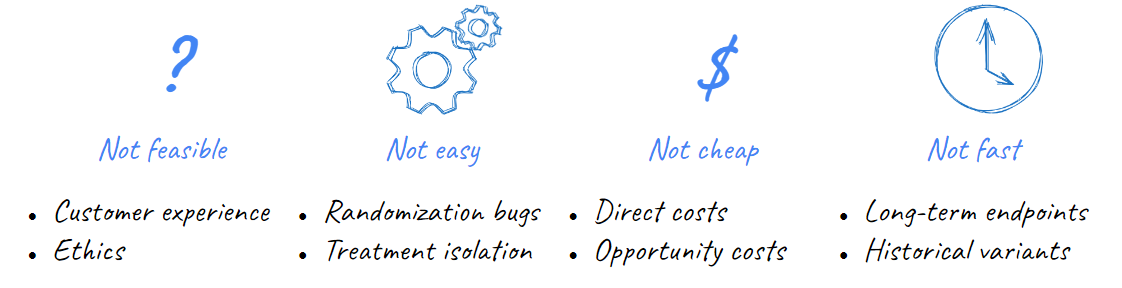 ?
$
Not feasible
Not easy
Not cheap
Not fast
• Customer experience
• Ethics
• Randomization bugs
• Treatment isolation
• Direct costs
• Opportunity costs
• Long-term endpoints
• Historical variants